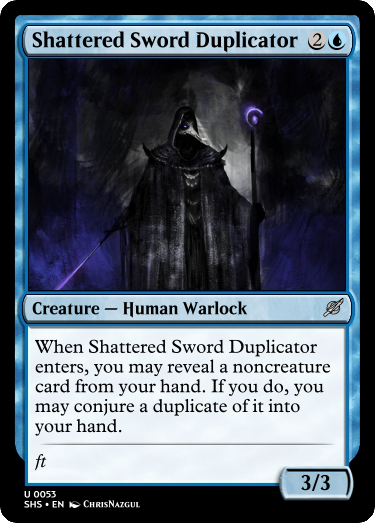 Shattered Sword Duplicator 2
Creature — Human Warlock
When Shattered Sword Duplicator
enters, you may reveal a noncreature
card from your hand. If you do, you
may conjure a duplicate of it into
your hand.
ft
3/3
U 0053
SHS • EN ChrisNazgul